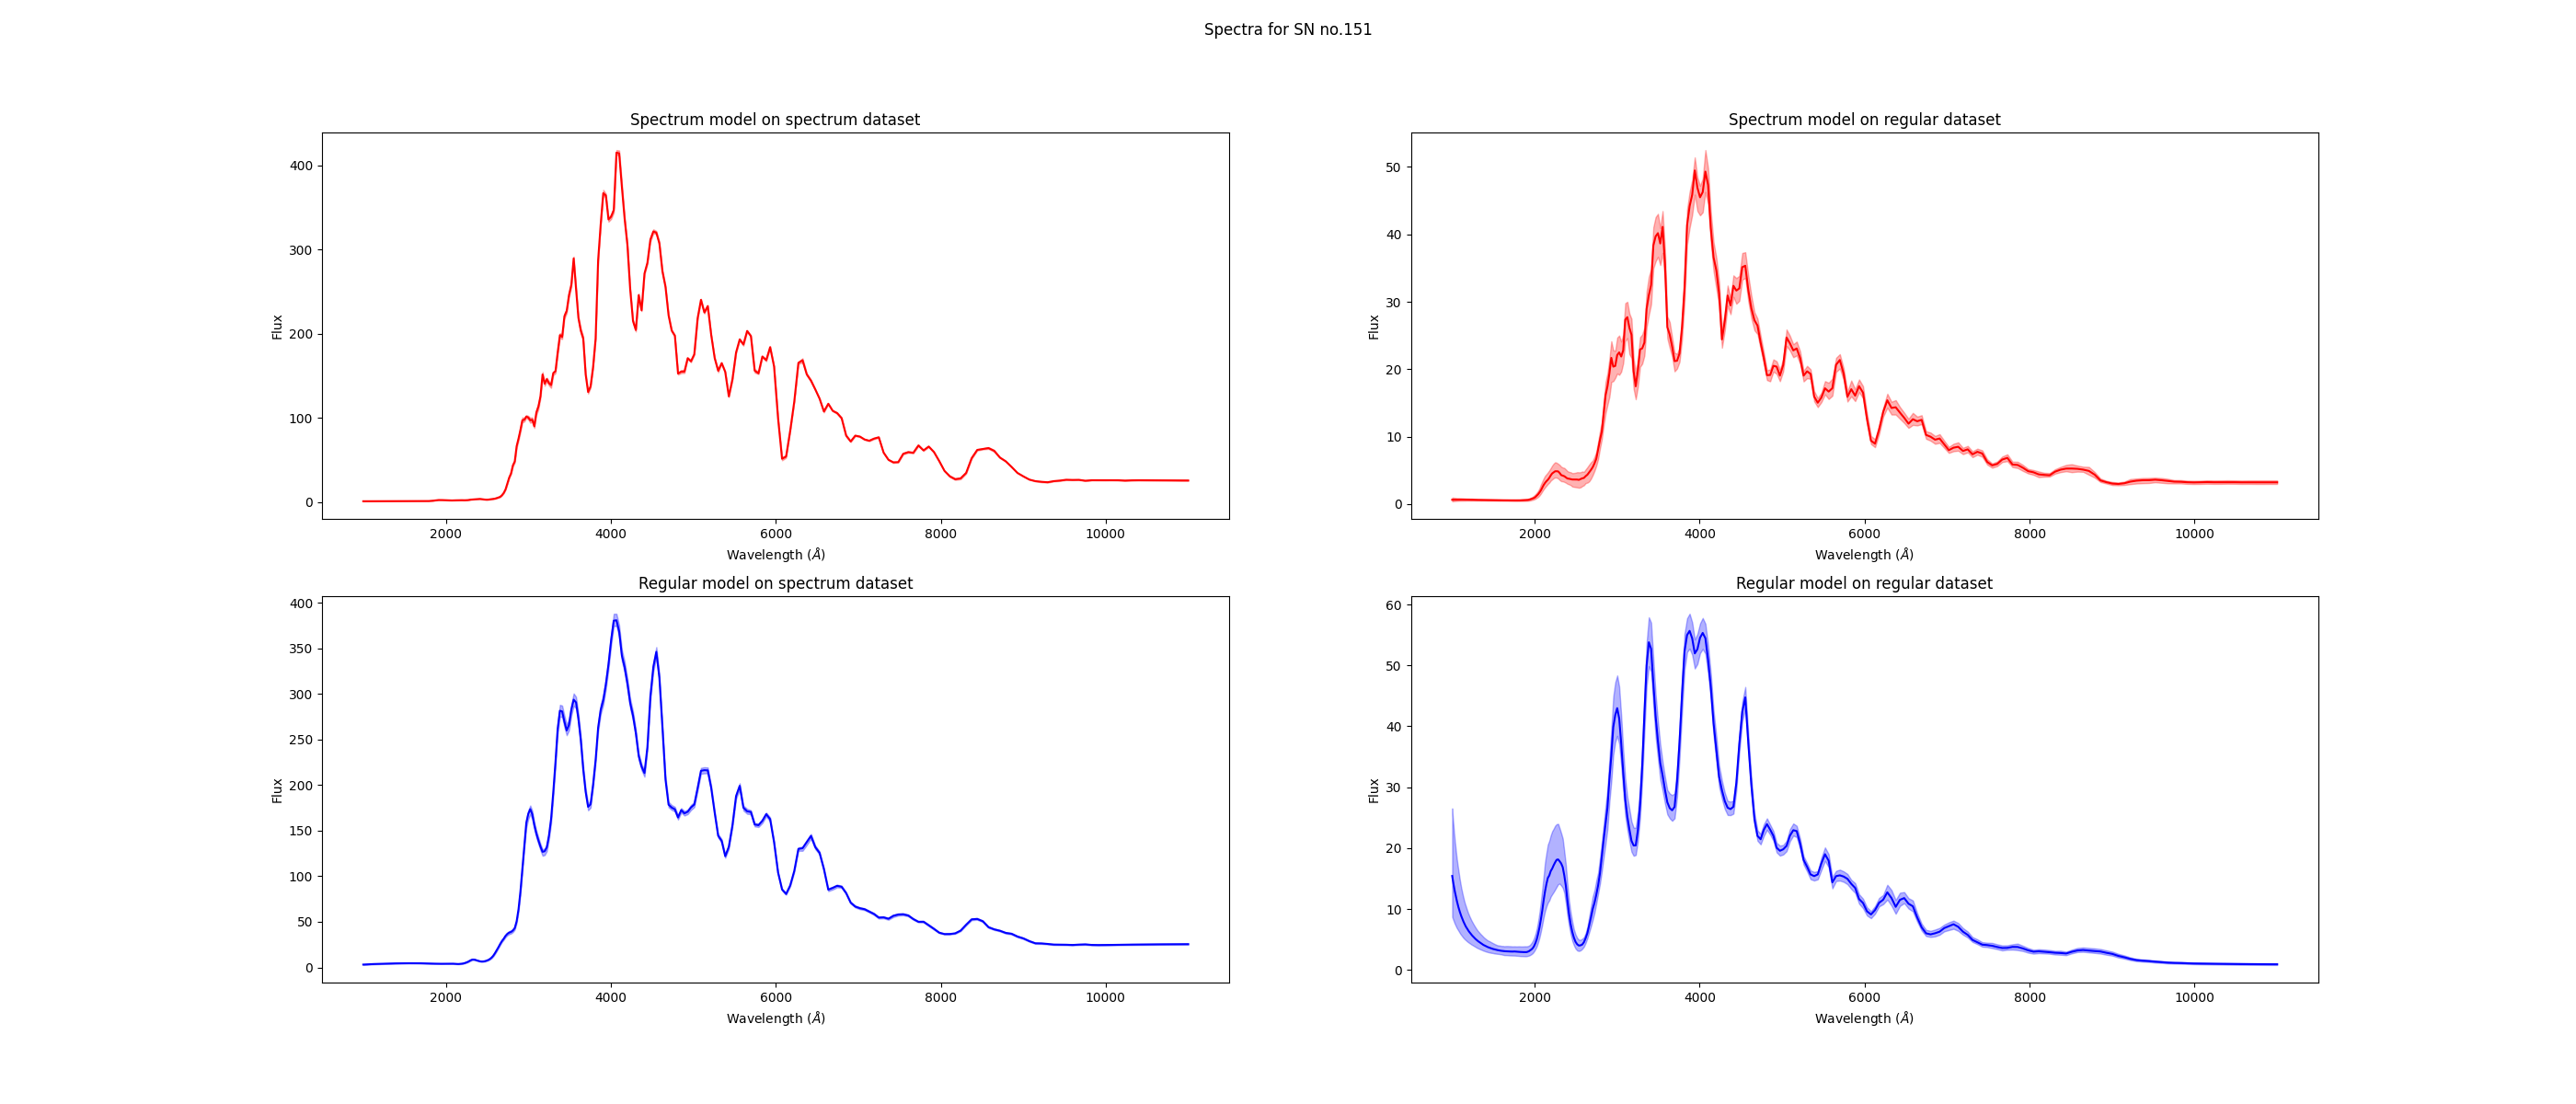 Spectra for SN no.151
Spectrum model on spectrum dataset
Flux
400
300
200
100
0
2000 4000 6000 8000 10000
Wavelength (Å)
Spectrum model on regular dataset
Flux
50
40
30
20
10
0
2000 4000 6000 8000 10000
Wavelength (Å)
Regular model on spectrum dataset
Flux
400
350
300
250
200
150
100
50
0
2000 4000 6000 8000 10000
Wavelength (Å)
Regular model on regular dataset
Flux
60
50
40
30
20
10
0
2000 4000 6000 8000 10000
Wavelength (Å)